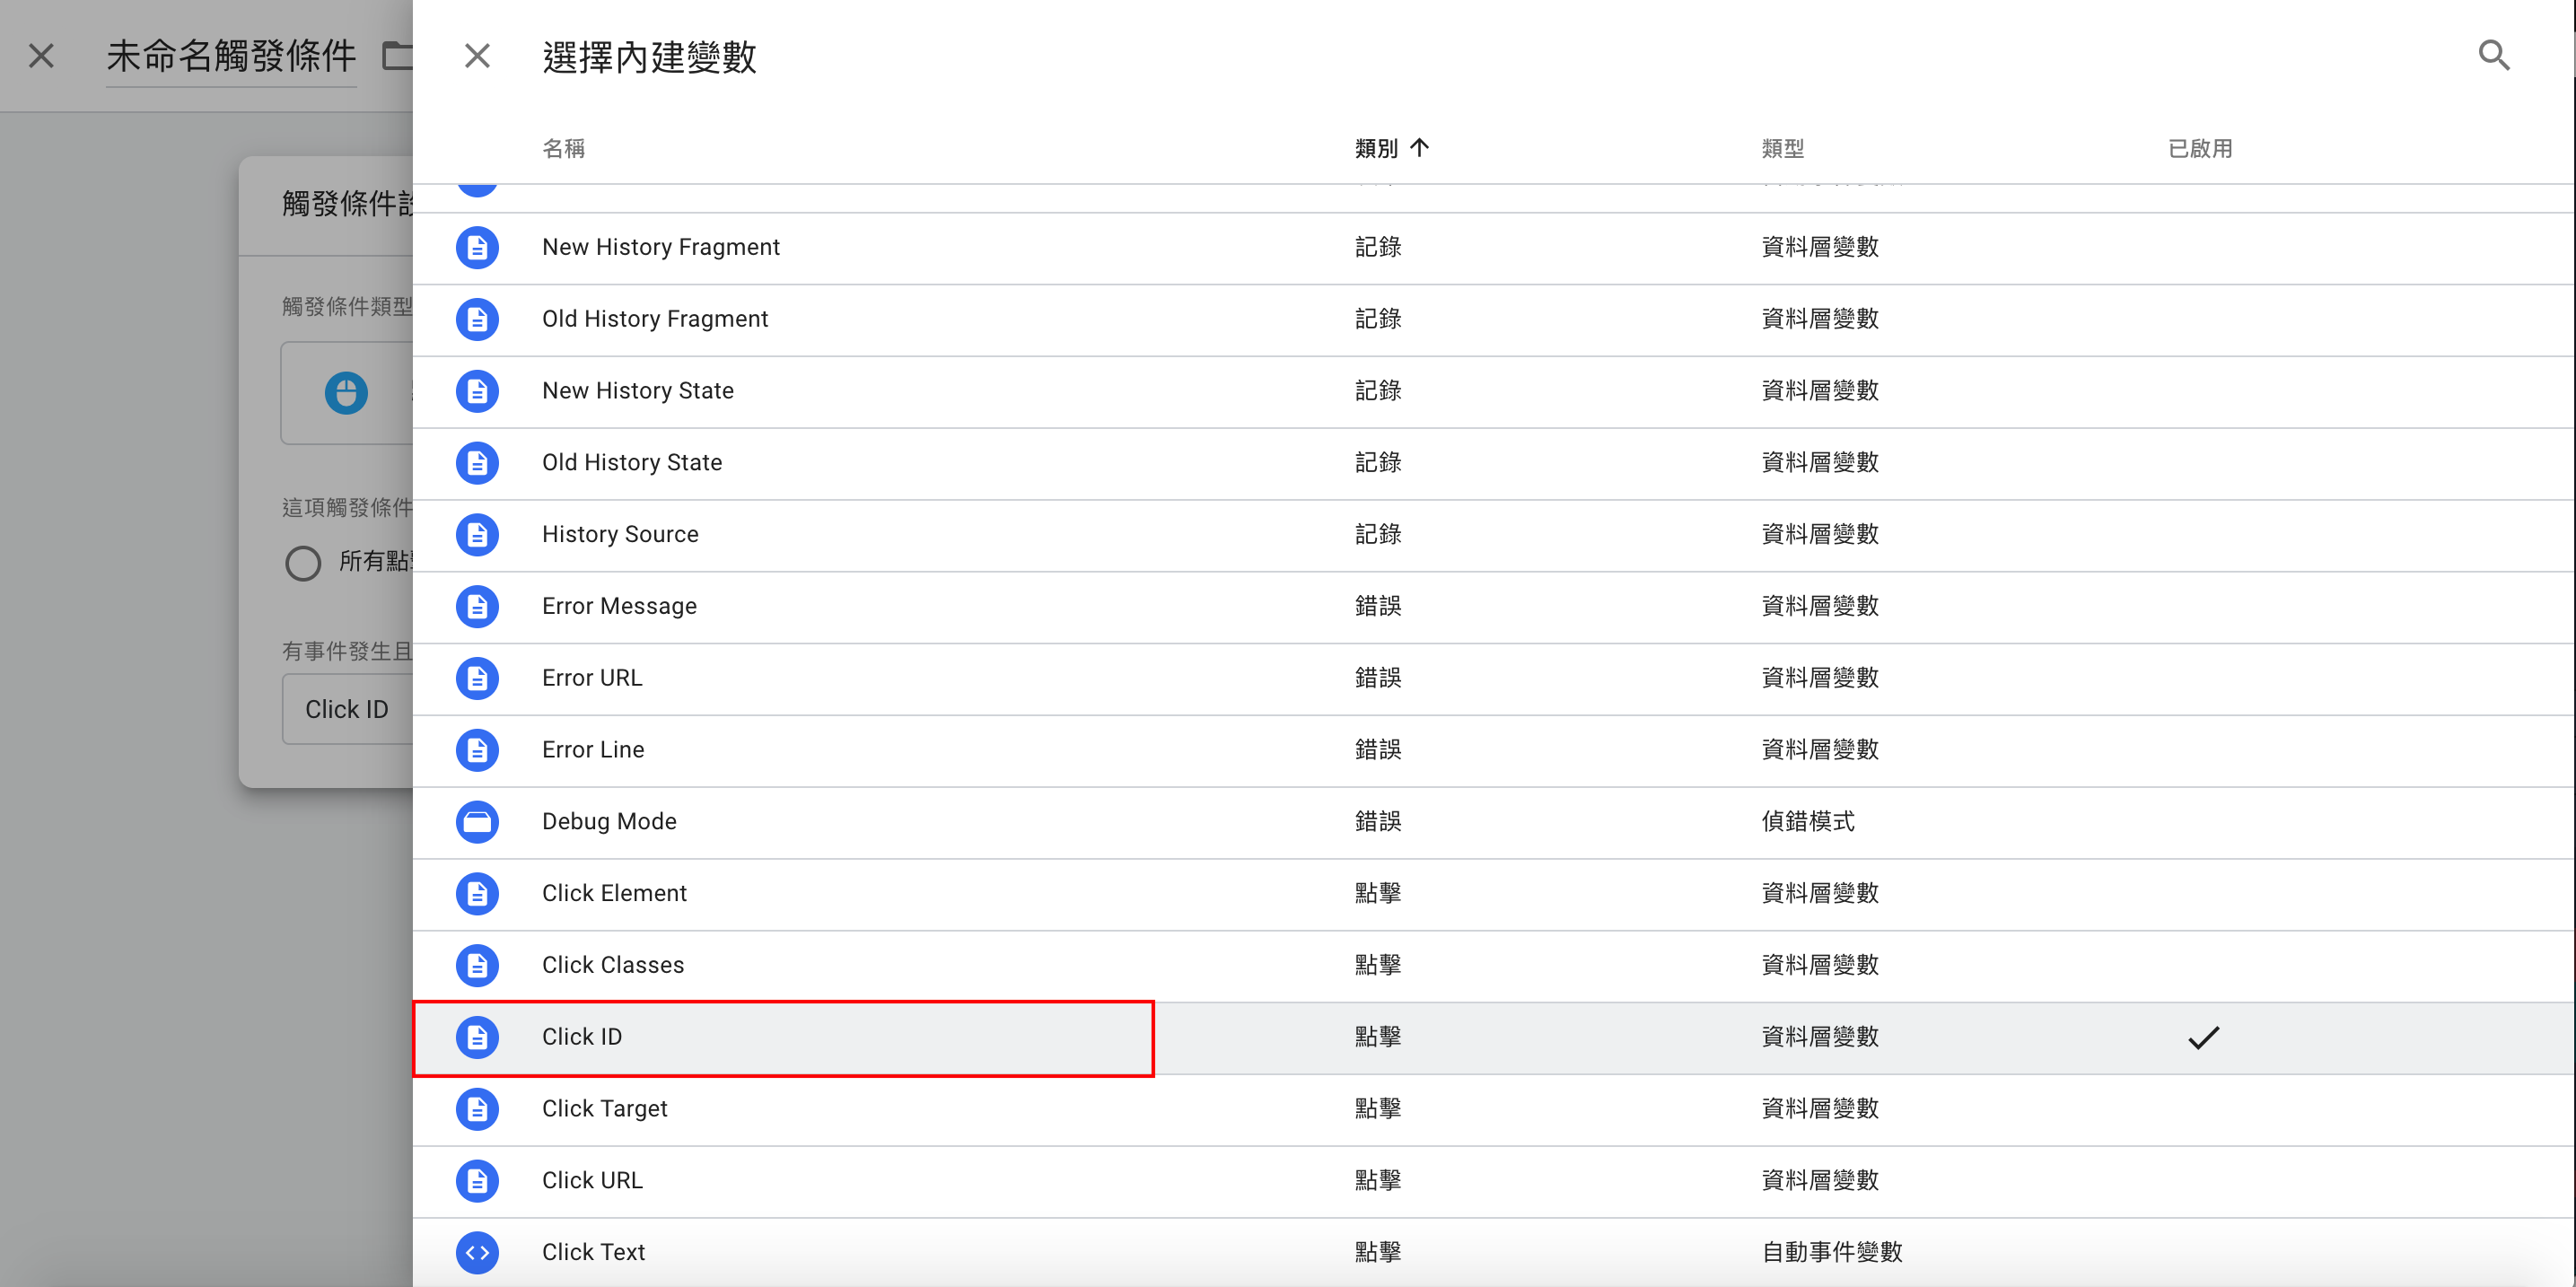 未命名觸發條件
選擇內建變數
名稱 類別 類型 已啟用
觸發條件
觸發條件類型
這項觸發條件
所有點
有事件發生且
Click ID
New History Fragment 記錄 資料層變數
Old History Fragment 記錄 資料層變數
New History State 記錄 資料層變數
Old History State 記錄 資料層變數
History Source 記錄 資料層變數
Error Message 錯誤 資料層變數
Error URL 錯誤 資料層變數
Error Line 錯誤 資料層變數
Debug Mode 錯誤 偵錯模式
Click Element 點擊 資料層變數
Click Classes 點擊 資料層變數
Click ID 點擊 資料層變數
Click Target 點擊 資料層變數
Click URL 點擊 資料層變數
Click Text 點擊 自動事件變數